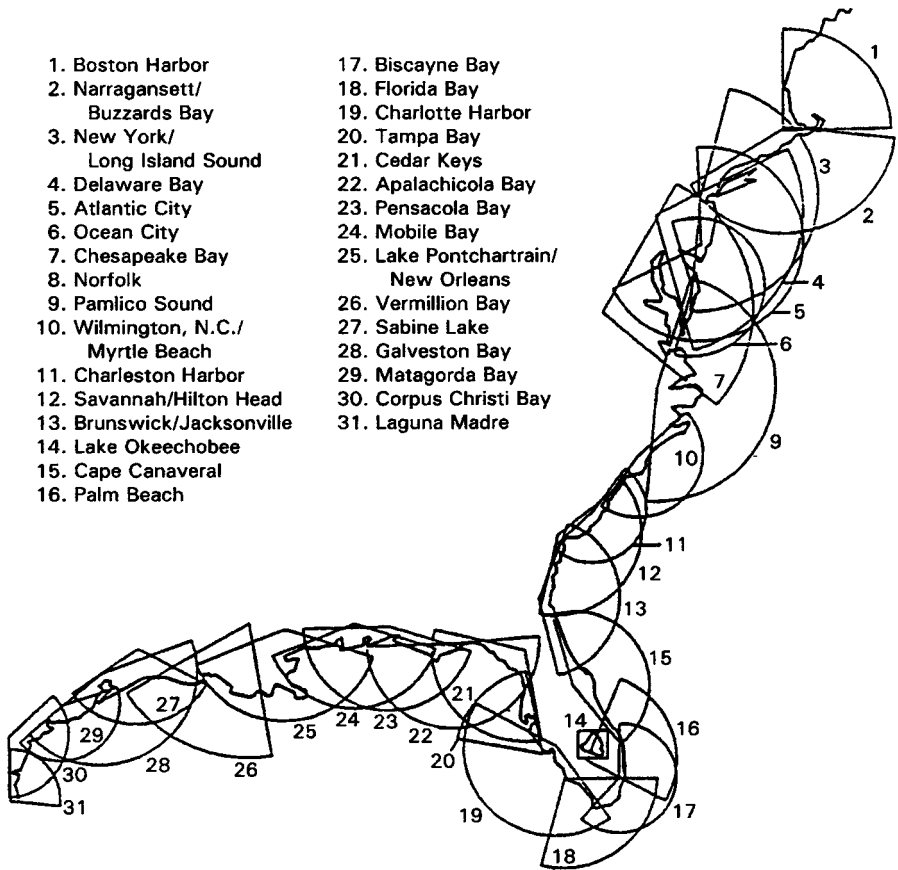 1. Boston Harbor
2. Narragansett/
Buzzards Bay
3. New York/
Long Island Sound
4. Delaware Bay
5. Atlantic City
6. Ocean City
7. Chesapeake Bay
8. Norfolk
9. Pamlico Sound
10. Wilmington, N.C./
Myrtle Beach
11. Charleston Harbor
12. Savannah/Hilton Head
13. Brunswick/Jacksonville
14. Lake Okeechobee
15. Cape Canaveral
16. Palm Beach
17. Biscayne Bay
18. Florida Bay
19. Charlotte Harbor
20. Tampa Bay
21. Cedar Keys
22. Apalachicola Bay
23. Pensacola Bay
24. Mobile Bay
25. Lake Pontchartrain/
New Orleans
26. Vermillion Bay
27. Sabine Lake
28. Galveston Bay
29. Matagorda Bay
30. Corpus Christi Bay
31. Laguna Madre
1
3
2
4
5
6
7
9
10
11
12
13
15
14
16
17
18
19
20
21
22
23
24
25
26
27
28
29
30
31